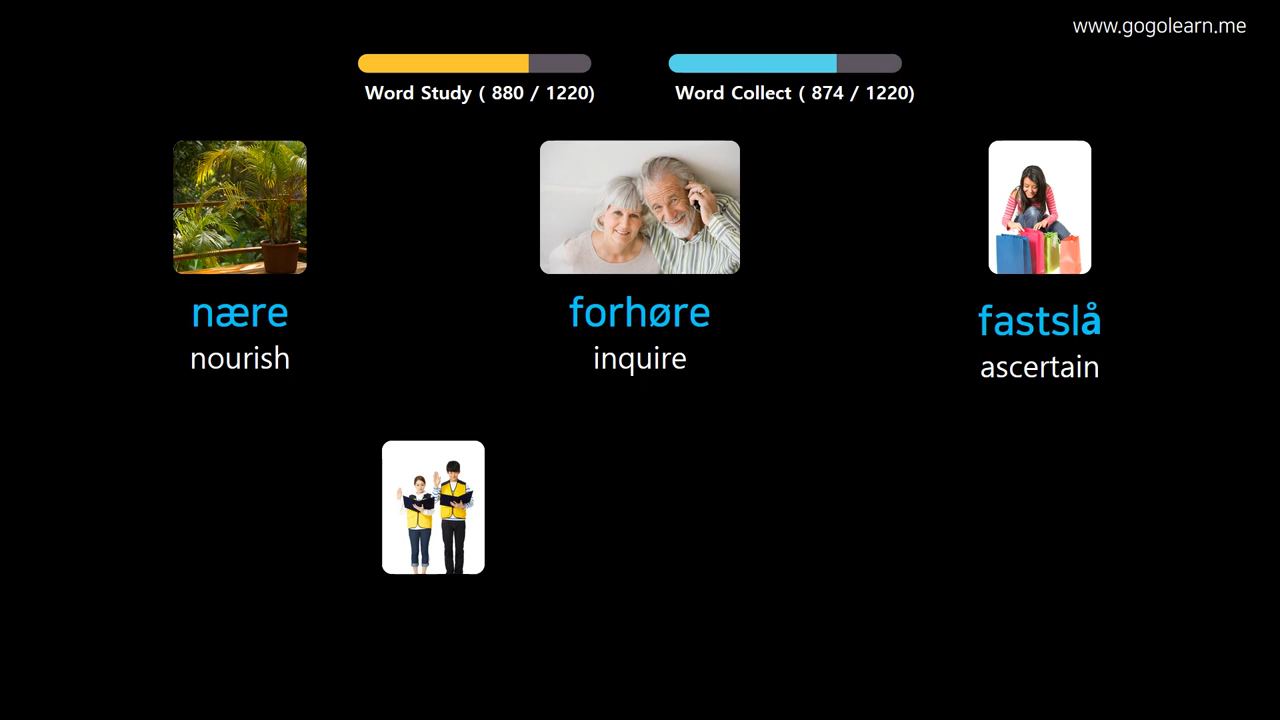 www.gogolearn.me
Word Study ( 880 / 1220)
Word Collect ( 874 / 1220)
nære
nourish
forhøre
inquire
fastslå
ascertain